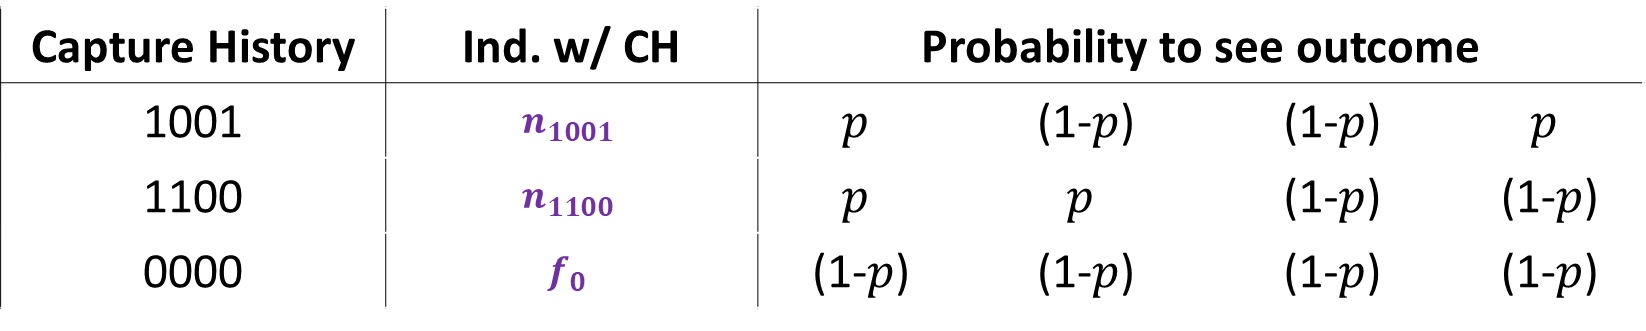 Capture History Ind. w/ CH Probability to see outcome
1001 n1001 p (1-p) (1-p) p
1100 n1100 p p (1-p) (1-p)
0000 f0 (1-p) (1-p) (1-p) (1-p)